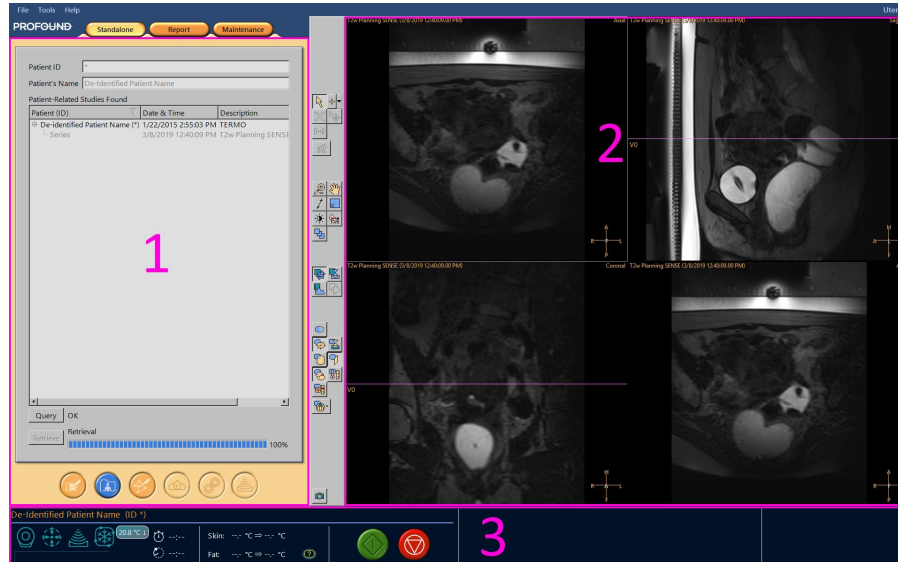 File Tools Help
Uter
PROFOUND Standalone Report Maintenance
Patient ID *
Patient's Name De-Identified Patient Name
Patient-Related Studies Found
Patient (ID) Date & Time Description
De-identified Patient Name (*) 1/22/2015 2:55:03 PM TERMO
Series 3/8/2019 12:40:09 PM T2w Planning SENSE
1
Query OK
Retrieve Retrieval 100%
T2w Planning SENSE (3/8/2019 12:40:09.00 PM) Axial
T2w Planning SENSE (3/8/2019 12:40:09.00 PM) Sag
2
V0
A
R P L
P
H
A
F
T2w Planning SENSE (3/8/2019 12:40:09.00 PM) Coronal
T2w Planning SENSE (3/8/2019 12:40:09.00 PM)
V0
H
R L
F
A
R L
P
De-Identified Patient Name (ID *)
20.8 °C
--:--
--:--
Skin: --.- °C ⇒ --.- °C
Fat: --.- °C ⇒ --.- °C ?
3